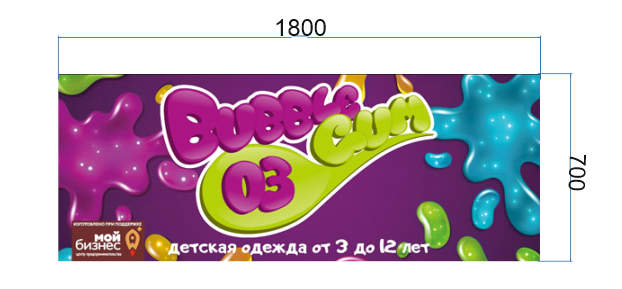 1800
700
BUBBLE
GUM
03
ИЗГОТОВЛЕНО ПРИ ПОДДЕРЖКЕ
мой
бизнес
центр предпринимательства
детская одежда от 3 до 12 лет